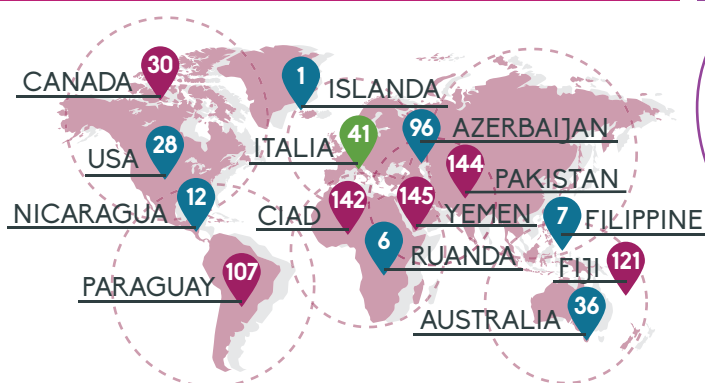 30
CANADA
1
ISLANDA
28
USA
41
ITALIA
96
AZERBAIJAN
144
PAKISTAN
12
NICARAGUA
142
CIAD
145
YEMEN
7
FILIPPINE
6
RUANDA
121
FIJI
107
PARAGUAY
36
AUSTRALIA